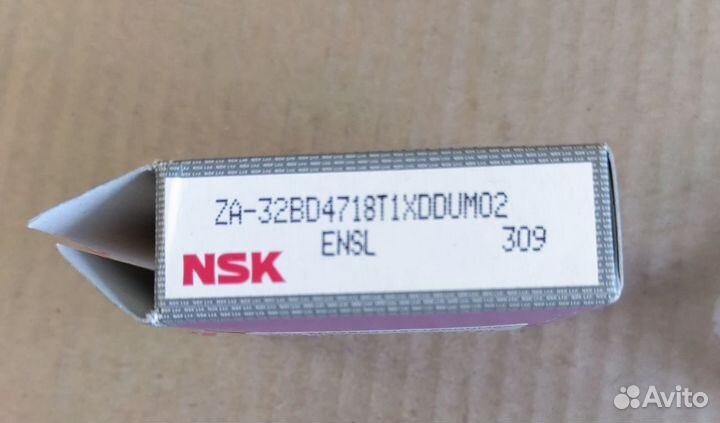 ZA-32BD4718T1XDDUM02
ENSL 309
NSK
Avito